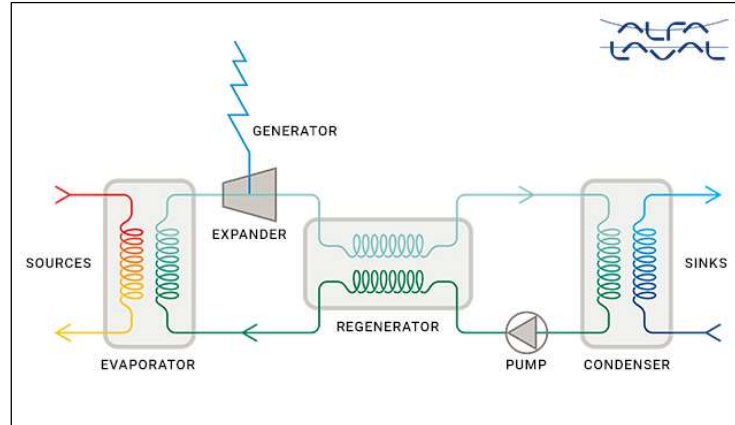 ALFA
LAVAL
GENERATOR
EXPANDER
SOURCES
SINKS
REGENERATOR
EVAPORATOR
PUMP
CONDENSER